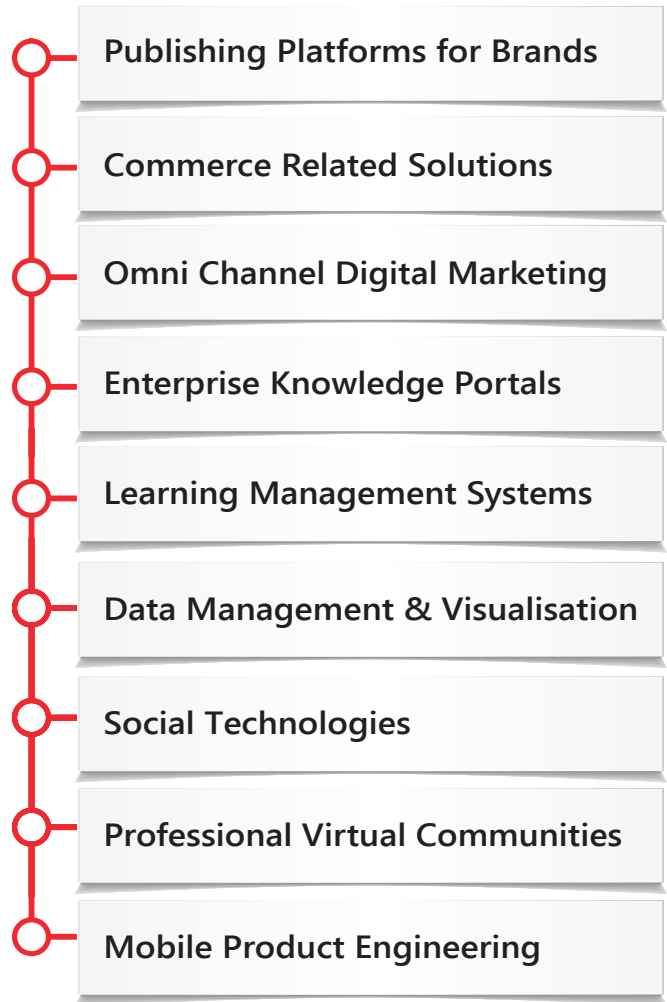 Publishing Platforms for Brands
Commerce Related Solutions
Omni Channel Digital Marketing
Enterprise Knowledge Portals
Learning Management Systems
Data Management & Visualisation
Social Technologies
Professional Virtual Communities
Mobile Product Engineering